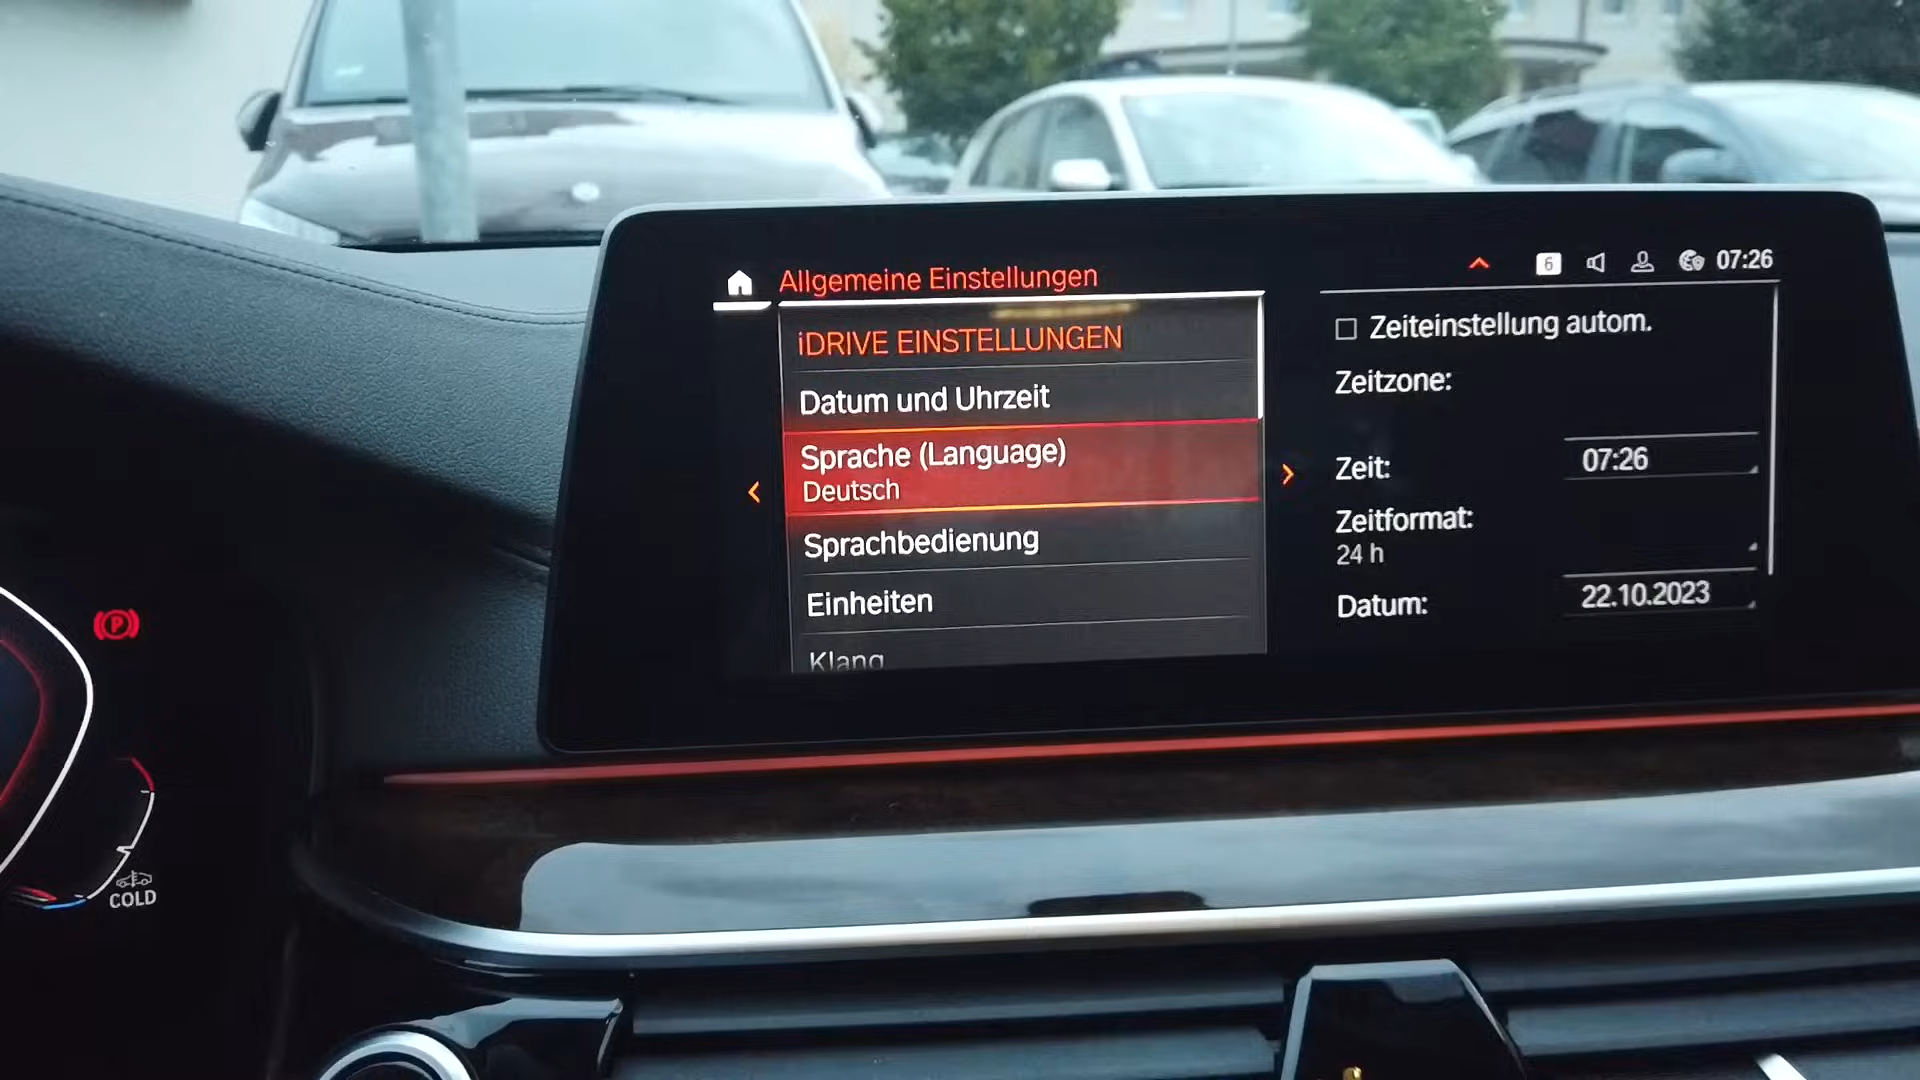 Allgemeine Einstellungen
6 07:26
iDRIVE EINSTELLUNGEN
Datum und Uhrzeit
Sprache (Language)
Deutsch
Sprachbedienung
Einheiten
Klang
Zeiteinstellung autom.
Zeitzone:
Zeit: 07:26
Zeitformat:
24 h
Datum: 22.10.2023
P
COLD